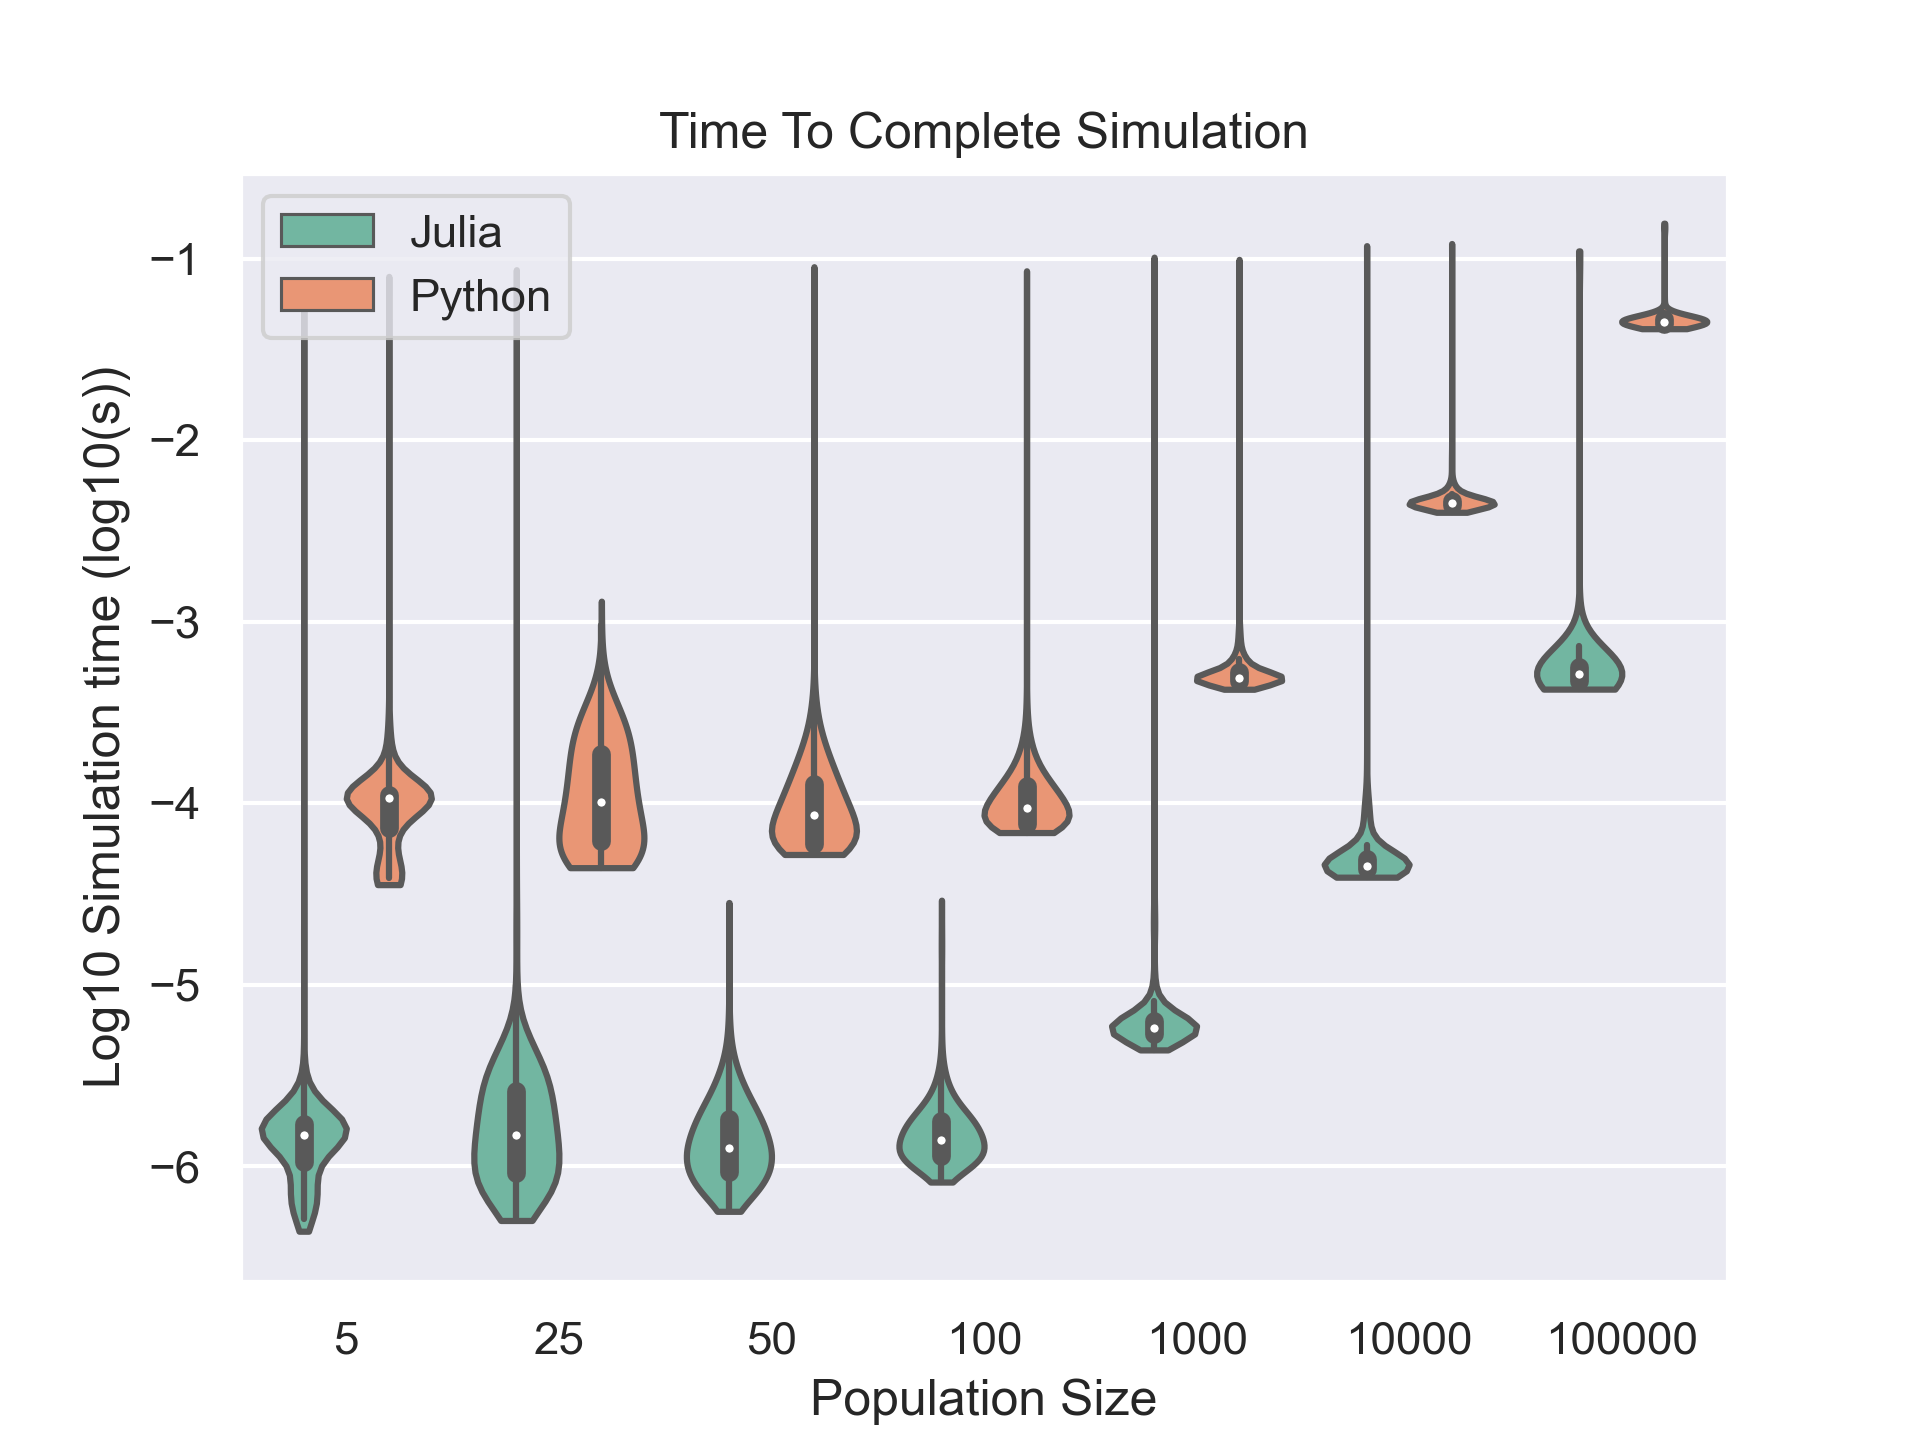 Time To Complete Simulation
Julia
Python
−1
−2
−3
−4
−5
−6
Log10 Simulation time (log10(s))
5 25 50 100 1000 10000 100000
Population Size